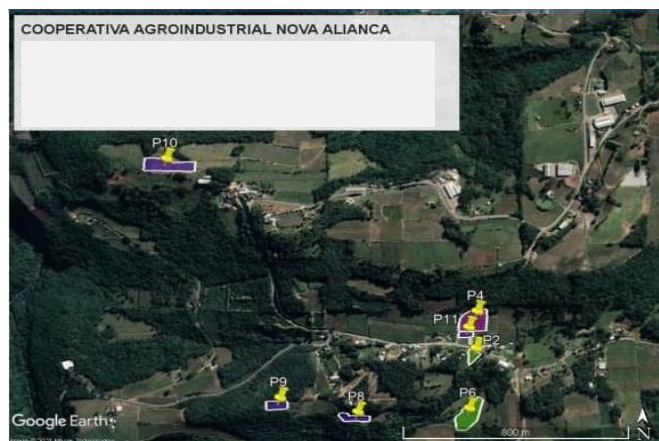 COOPERATIVA AGROINDUSTRIAL NOVA ALIANCA
P10
P4
P11
P2
P9
P8
P6
Google Earth
800 m
N